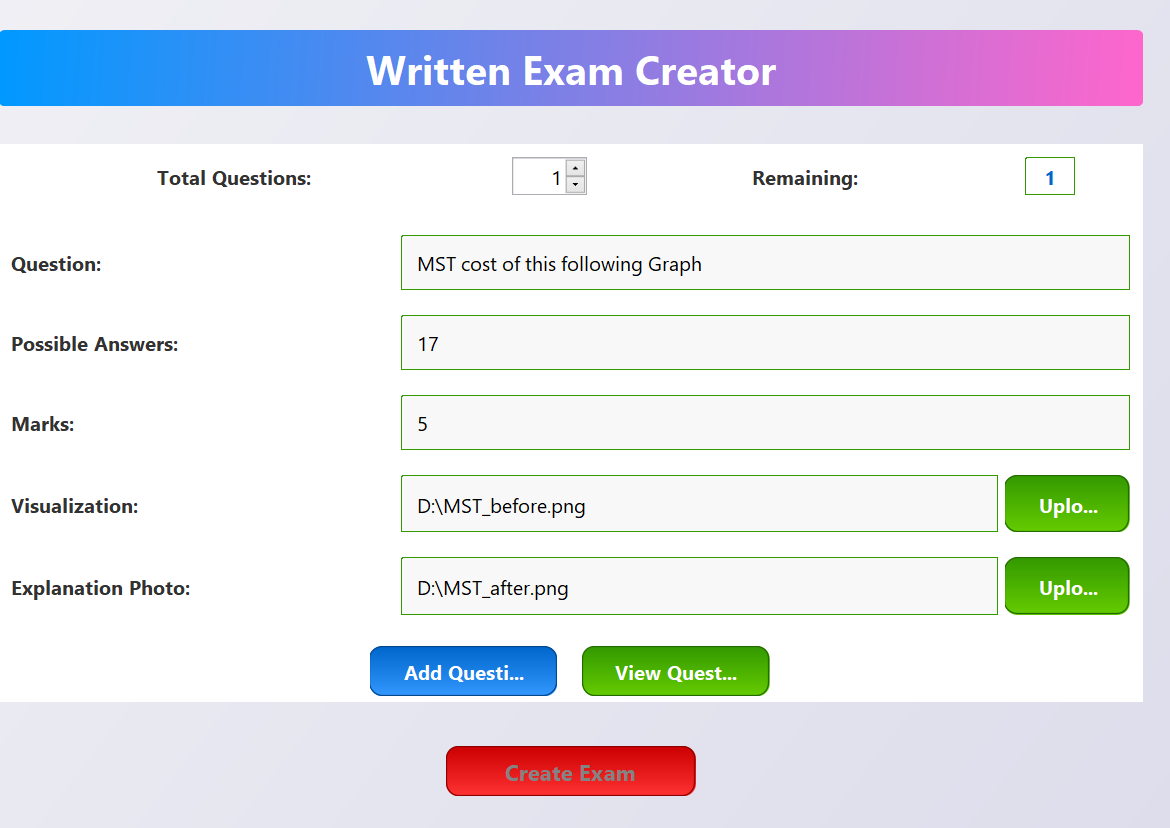 Written Exam Creator
Total Questions: 1 Remaining: 1
Question: MST cost of this following Graph
Possible Answers: 17
Marks: 5
Visualization: D:\MST_before.png Uplo...
Explanation Photo: D:\MST_after.png Uplo...
Add Questi... View Quest...
Create Exam